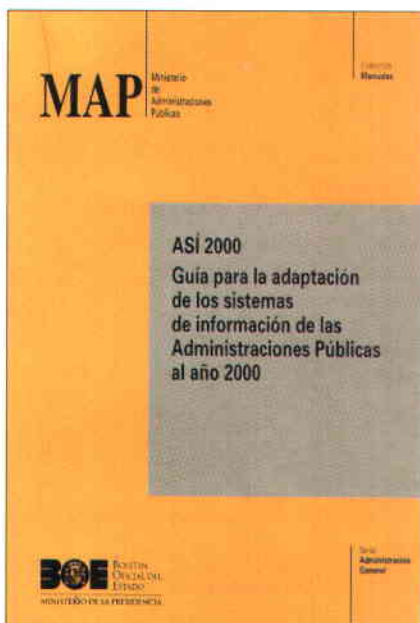 MAP
Ministerio
de
Administraciones
Públicas
Manuales
ASÍ 2000
Guía para la adaptación
de los sistemas
de información de las
Administraciones Públicas
al año 2000
BOE
BOLETÍN
OFICIAL DEL
ESTADO
MINISTERIO DE LA PRESIDENCIA
Serie
Administración
General